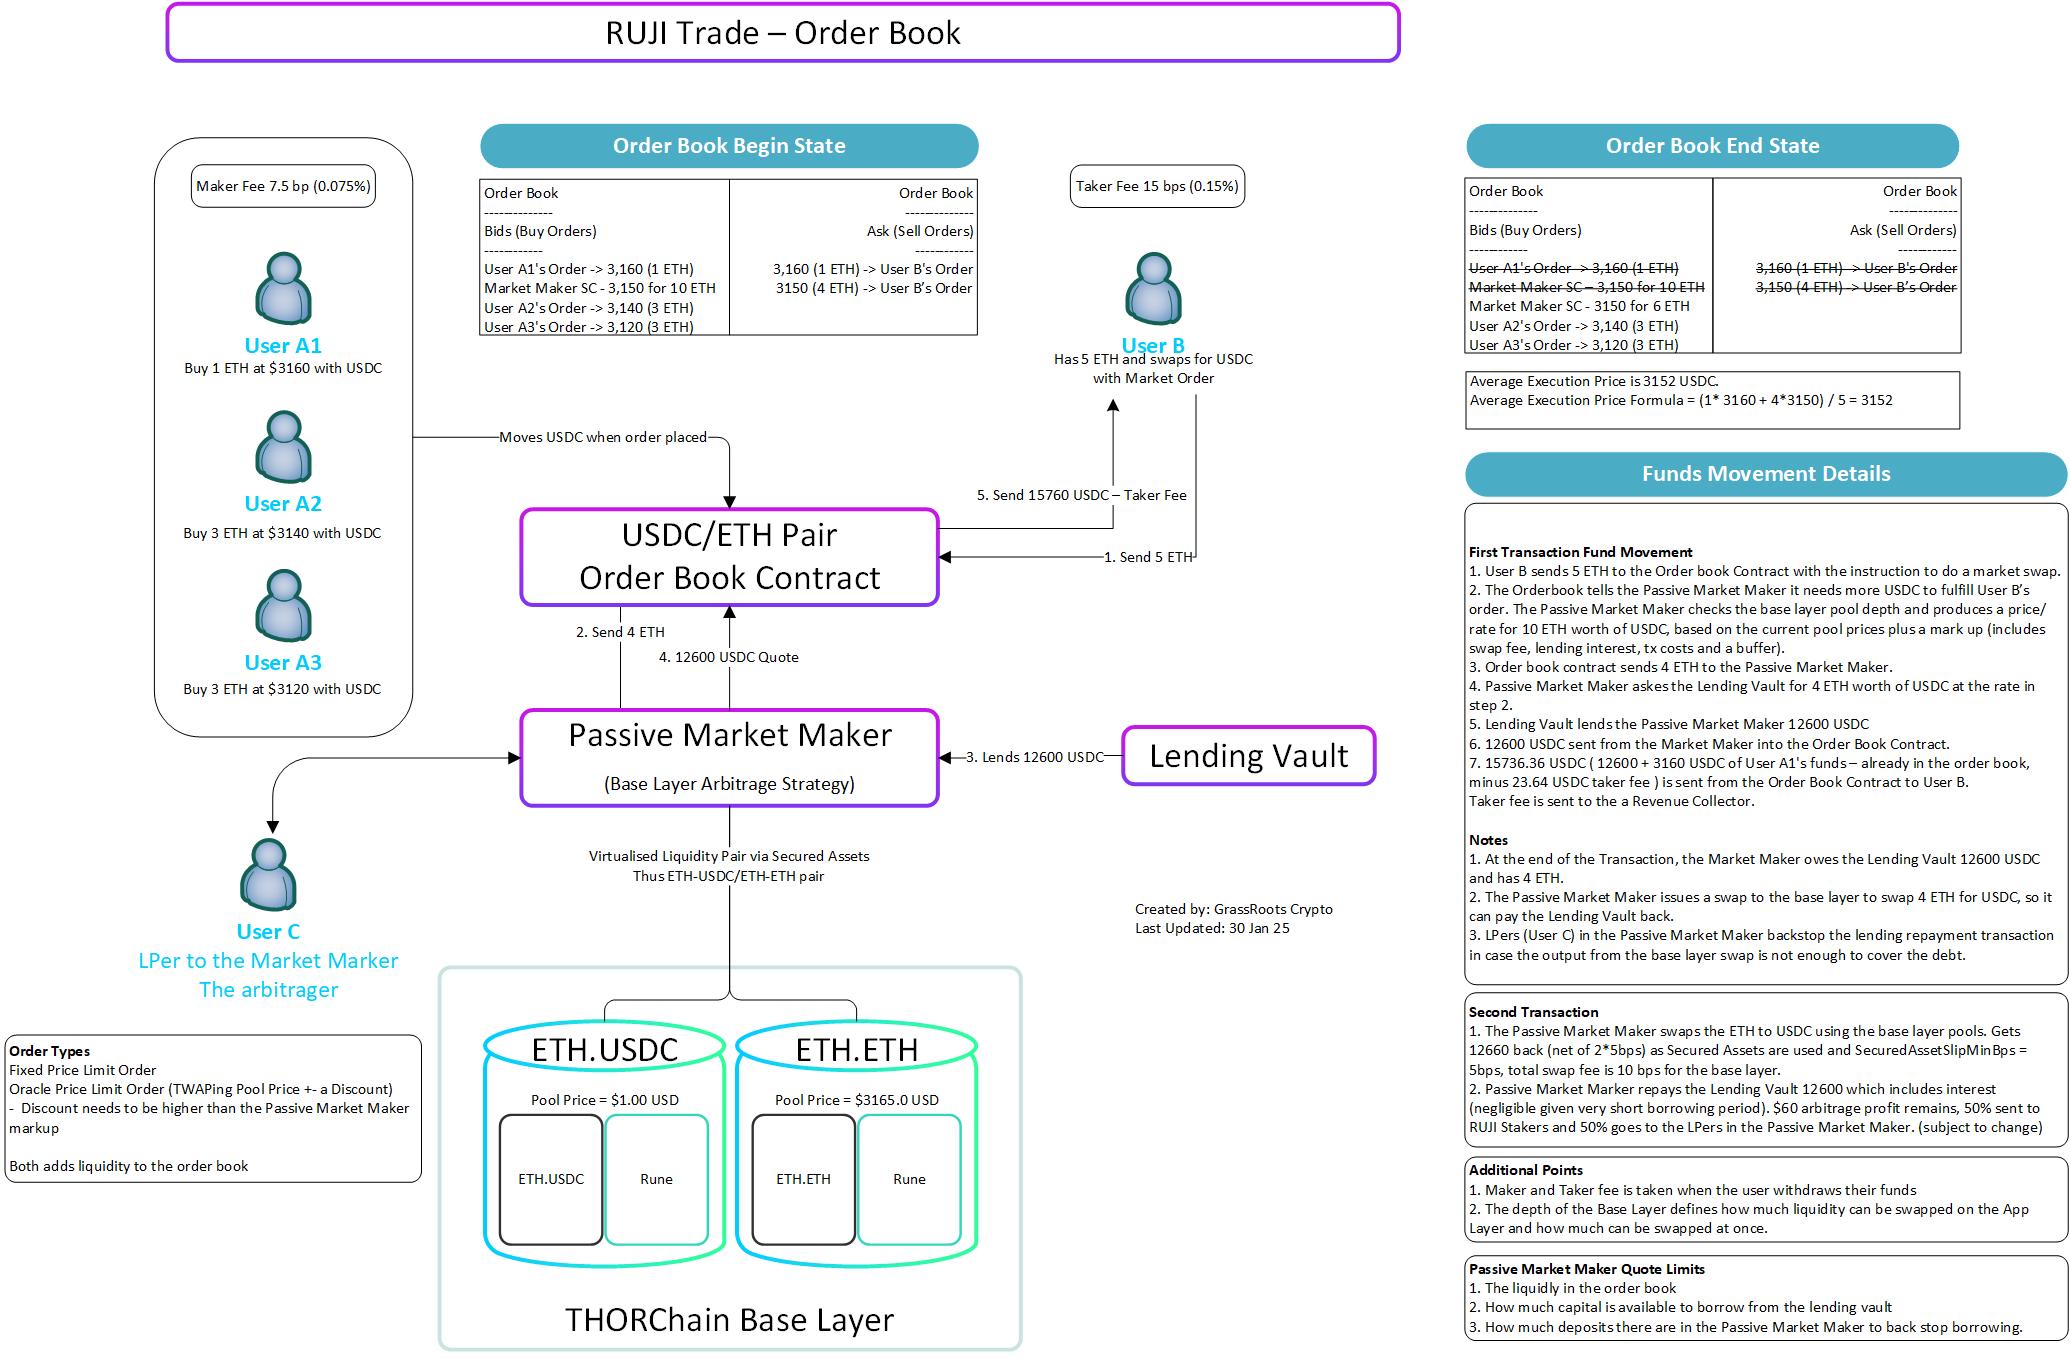 RUJI Trade – Order Book
Maker Fee 7.5 bp (0.075%)
User A1
Buy 1 ETH at $3160 with USDC
User A2
Buy 3 ETH at $3140 with USDC
User A3
Buy 3 ETH at $3120 with USDC
Order Book Begin State
Order Book
--------------
Bids (Buy Orders)
------------
User A1's Order -> 3,160 (1 ETH)
Market Maker SC - 3,150 for 10 ETH
User A2's Order -> 3,140 (3 ETH)
User A3's Order -> 3,120 (3 ETH)
Order Book
--------------
Ask (Sell Orders)
------------
3,160 (1 ETH) -> User B's Order
3150 (4 ETH) -> User B’s Order
Taker Fee 15 bps (0.15%)
User B
Has 5 ETH and swaps for USDC
with Market Order
Moves USDC when order placed
5. Send 15760 USDC – Taker Fee
1. Send 5 ETH
USDC/ETH Pair
Order Book Contract
2. Send 4 ETH
4. 12600 USDC Quote
Passive Market Maker
(Base Layer Arbitrage Strategy)
3. Lends 12600 USDC
Lending Vault
User C
LPer to the Market Marker
The arbitrager
Virtualised Liquidity Pair via Secured Assets
Thus ETH-USDC/ETH-ETH pair
Created by: GrassRoots Crypto
Last Updated: 30 Jan 25
Order Types
Fixed Price Limit Order
Oracle Price Limit Order (TWAPing Pool Price +- a Discount)
- Discount needs to be higher than the Passive Market Maker
markup
Both adds liquidity to the order book
ETH.USDC
Pool Price = $1.00 USD
ETH.USDC
Rune
ETH.ETH
Pool Price = $3165.0 USD
ETH.ETH
Rune
THORChain Base Layer
Order Book End State
Order Book
--------------
Bids (Buy Orders)
------------
User A1's Order -> 3,160 (1 ETH)
Market Maker SC – 3,150 for 10 ETH
Market Maker SC - 3150 for 6 ETH
User A2's Order -> 3,140 (3 ETH)
User A3's Order -> 3,120 (3 ETH)
Order Book
--------------
Ask (Sell Orders)
------------
3,160 (1 ETH) -> User B's Order
3,150 (4 ETH) -> User B’s Order
Average Execution Price is 3152 USDC.
Average Execution Price Formula = (1* 3160 + 4*3150) / 5 = 3152
Funds Movement Details
First Transaction Fund Movement
1. User B sends 5 ETH to the Order book Contract with the instruction to do a market swap.
2. The Orderbook tells the Passive Market Maker it needs more USDC to fulfill User B’s
order. The Passive Market Maker checks the base layer pool depth and produces a price/
rate for 10 ETH worth of USDC, based on the current pool prices plus a mark up (includes
swap fee, lending interest, tx costs and a buffer).
3. Order book contract sends 4 ETH to the Passive Market Maker.
4. Passive Market Maker askes the Lending Vault for 4 ETH worth of USDC at the rate in
step 2.
5. Lending Vault lends the Passive Market Maker 12600 USDC
6. 12600 USDC sent from the Market Maker into the Order Book Contract.
7. 15736.36 USDC ( 12600 + 3160 USDC of User A1's funds – already in the order book,
minus 23.64 USDC taker fee ) is sent from the Order Book Contract to User B.
Taker fee is sent to the a Revenue Collector.
Notes
1. At the end of the Transaction, the Market Maker owes the Lending Vault 12600 USDC
and has 4 ETH.
2. The Passive Market Maker issues a swap to the base layer to swap 4 ETH for USDC, so it
can pay the Lending Vault back.
3. LPers (User C) in the Passive Market Maker backstop the lending repayment transaction
in case the output from the base layer swap is not enough to cover the debt.
Second Transaction
1. The Passive Market Maker swaps the ETH to USDC using the base layer pools. Gets
12660 back (net of 2*5bps) as Secured Assets are used and SecuredAssetSlipMinBps =
5bps, total swap fee is 10 bps for the base layer.
2. Passive Market Marker repays the Lending Vault 12600 which includes interest
(negligible given very short borrowing period). $60 arbitrage profit remains, 50% sent to
RUJI Stakers and 50% goes to the LPers in the Passive Market Maker. (subject to change)
Additional Points
1. Maker and Taker fee is taken when the user withdraws their funds
2. The depth of the Base Layer defines how much liquidity can be swapped on the App
Layer and how much can be swapped at once.
Passive Market Maker Quote Limits
1. The liquidly in the order book
2. How much capital is available to borrow from the lending vault
3. How much deposits there are in the Passive Market Maker to back stop borrowing.